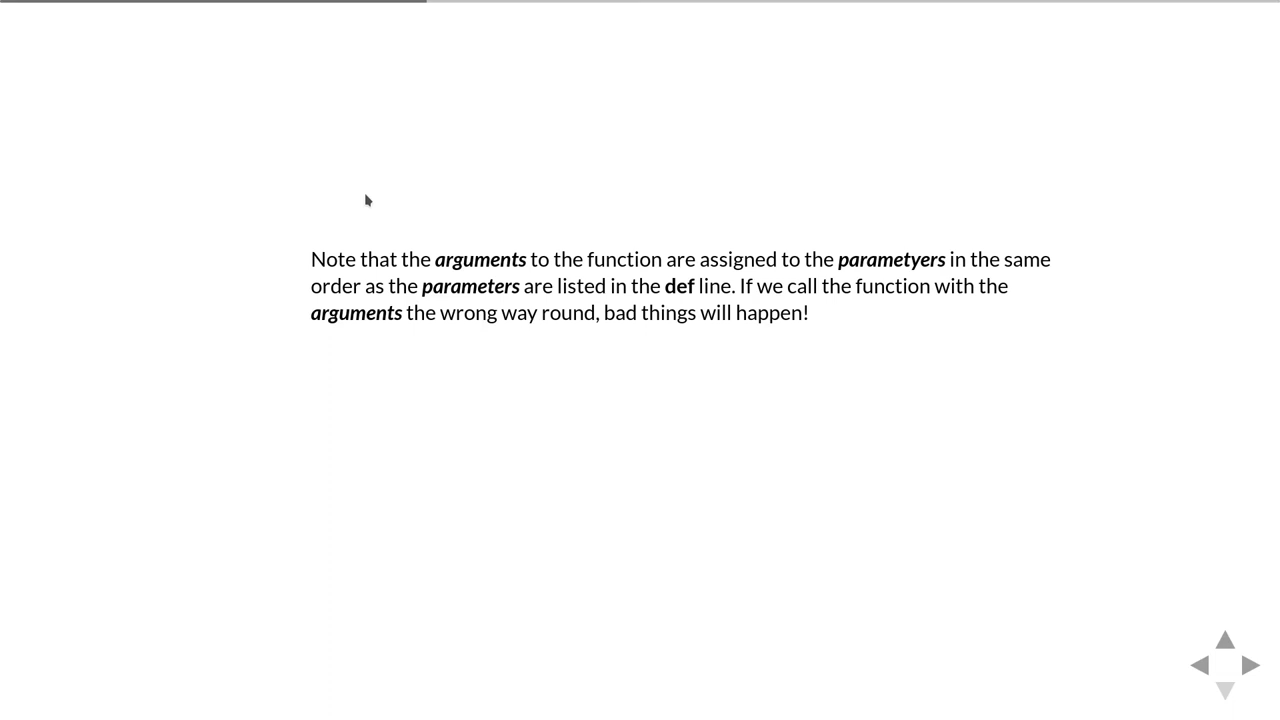 Note that the arguments to the function are assigned to the parametyers in the same
order as the parameters are listed in the def line. If we call the function with the
arguments the wrong way round, bad things will happen!